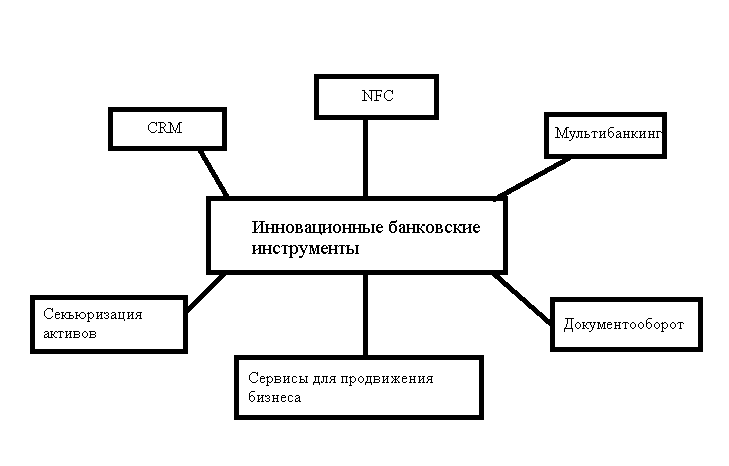 NFC
CRM
Мультибанкинг
Инновационные банковские
инструменты
Секьюризация
активов
Документооборот
Сервисы для продвижения
бизнеса